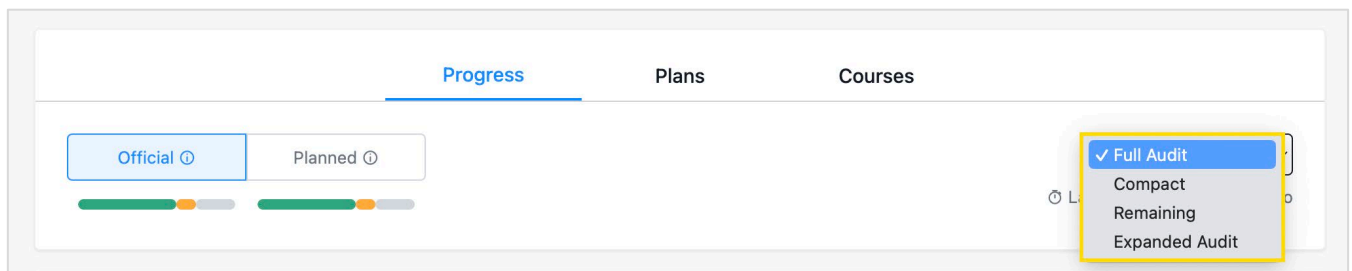 Progress Plans Courses
Official Planned
Full Audit
Compact
Remaining
Expanded Audit